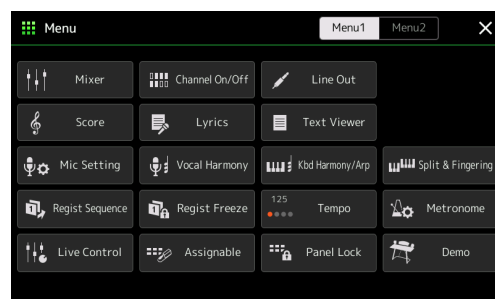 Menu Menu1 Menu2
Mixer Channel On/Off Line Out
Score Lyrics Text Viewer
Mic Setting Vocal Harmony Kbd Harmony/Arp Split & Fingering
Regist Sequence Regist Freeze 125 Tempo Metronome
Live Control Assignable Panel Lock Demo